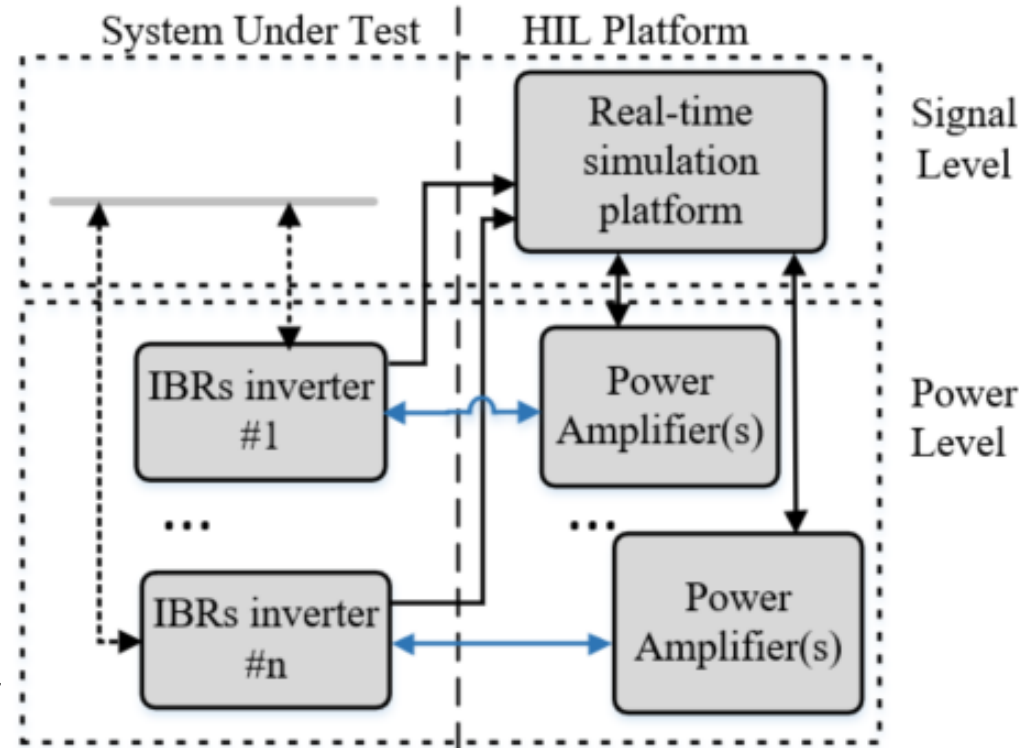 System Under Test
HIL Platform
Real-time
simulation
platform
Signal
Level
IBRs inverter
#1
Power
Amplifier(s)
Power
Level
...
...
IBRs inverter
#n
Power
Amplifier(s)